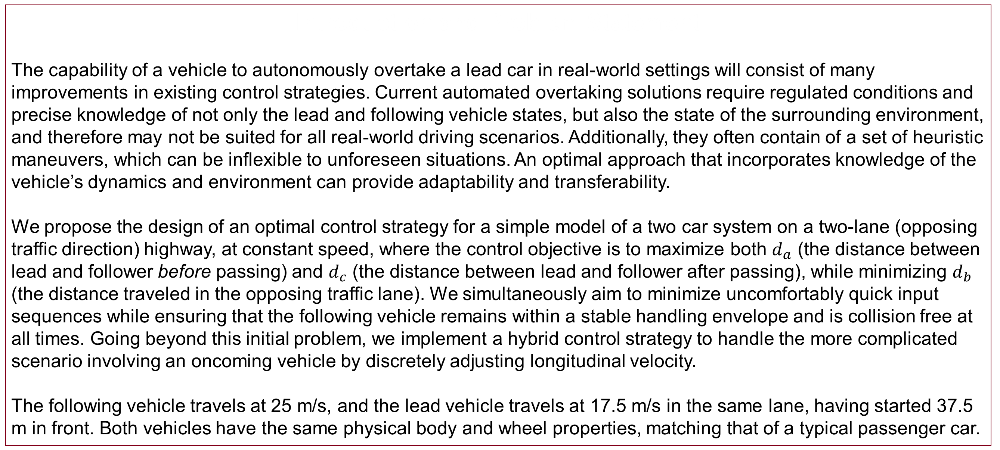 The capability of a vehicle to autonomously overtake a lead car in real-world settings will consist of many
improvements in existing control strategies. Current automated overtaking solutions require regulated conditions and
precise knowledge of not only the lead and following vehicle states, but also the state of the surrounding environment,
and therefore may not be suited for all real-world driving scenarios. Additionally, they often contain of a set of heuristic
maneuvers, which can be inflexible to unforeseen situations. An optimal approach that incorporates knowledge of the
vehicle’s dynamics and environment can provide adaptability and transferability.
We propose the design of an optimal control strategy for a simple model of a two car system on a two-lane (opposing
traffic direction) highway, at constant speed, where the control objective is to maximize both d_a (the distance between
lead and follower before passing) and d_c (the distance between lead and follower after passing), while minimizing d_b
(the distance traveled in the opposing traffic lane). We simultaneously aim to minimize uncomfortably quick input
sequences while ensuring that the following vehicle remains within a stable handling envelope and is collision free at
all times. Going beyond this initial problem, we implement a hybrid control strategy to handle the more complicated
scenario involving an oncoming vehicle by discretely adjusting longitudinal velocity.
The following vehicle travels at 25 m/s, and the lead vehicle travels at 17.5 m/s in the same lane, having started 37.5
m in front. Both vehicles have the same physical body and wheel properties, matching that of a typical passenger car.